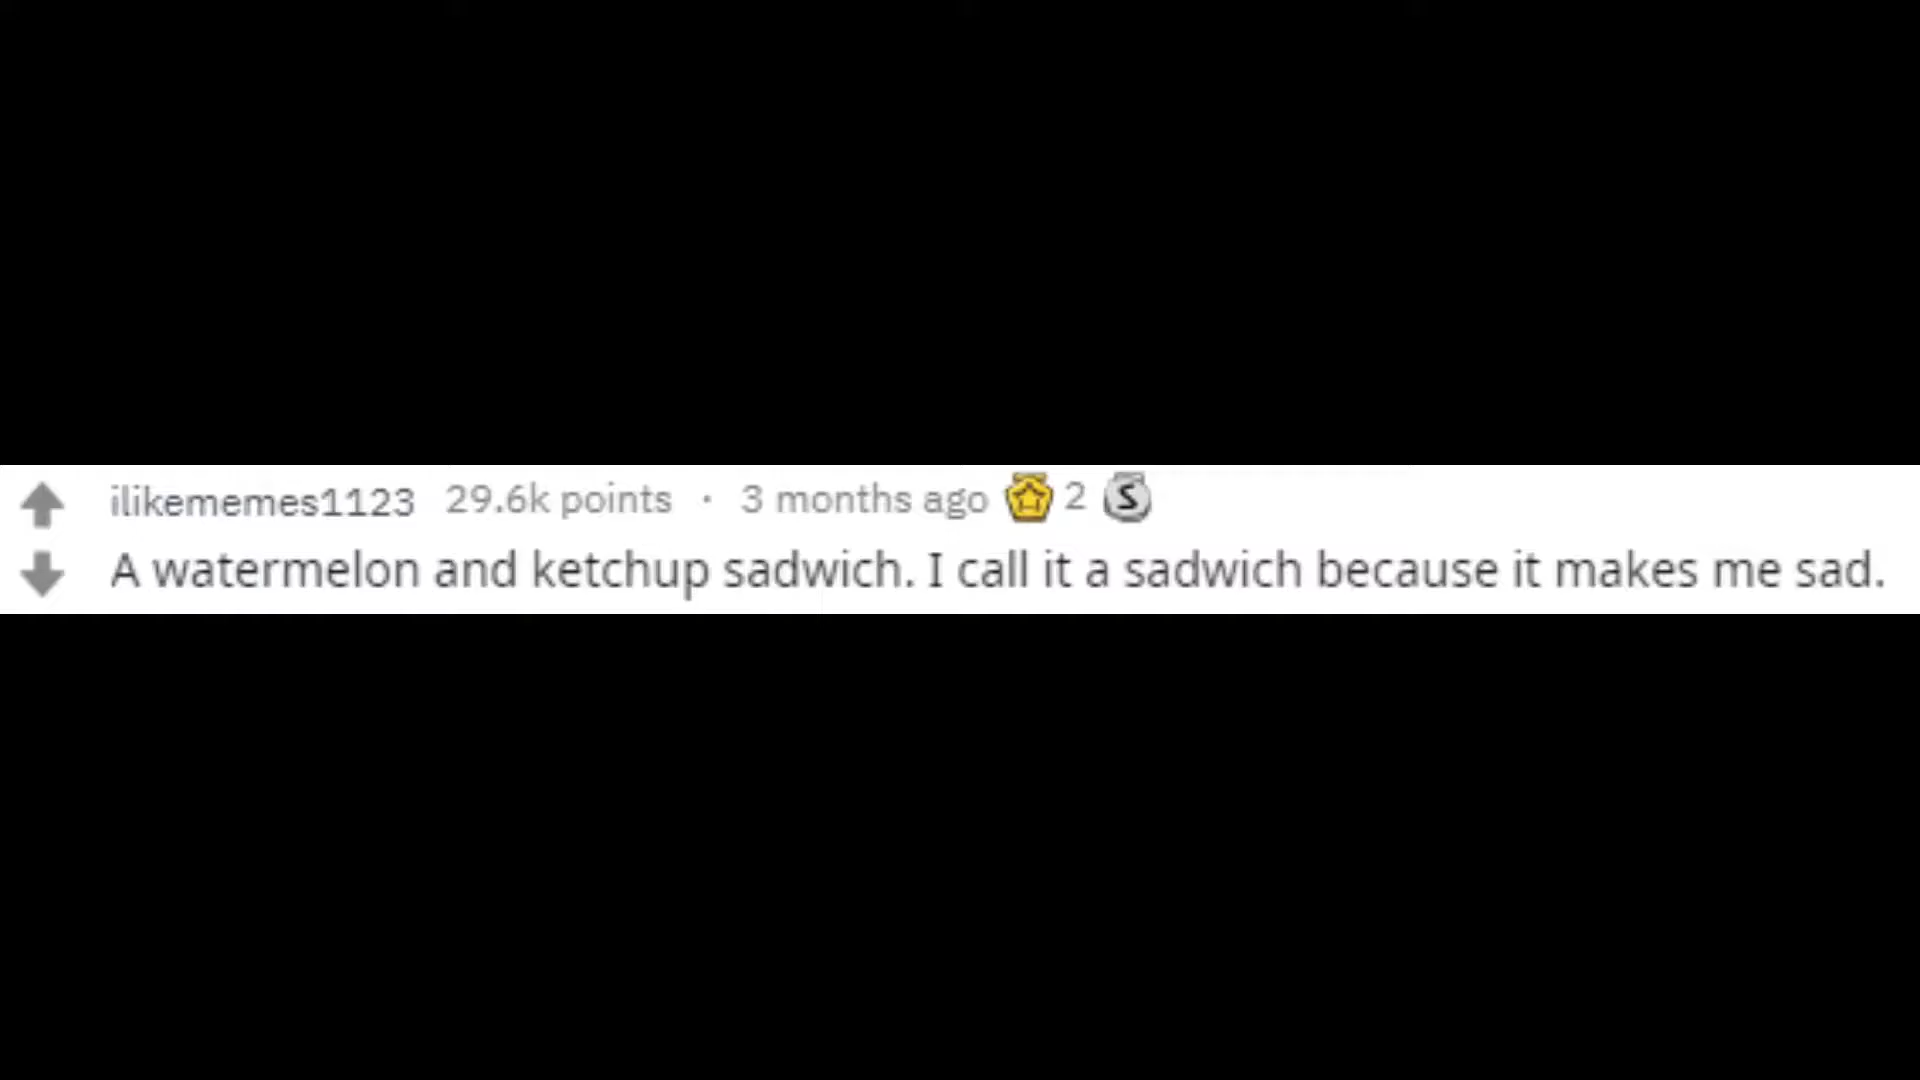 ilikememes1123 29.6k points · 3 months ago 2 S
A watermelon and ketchup sadwich. I call it a sadwich because it makes me sad.